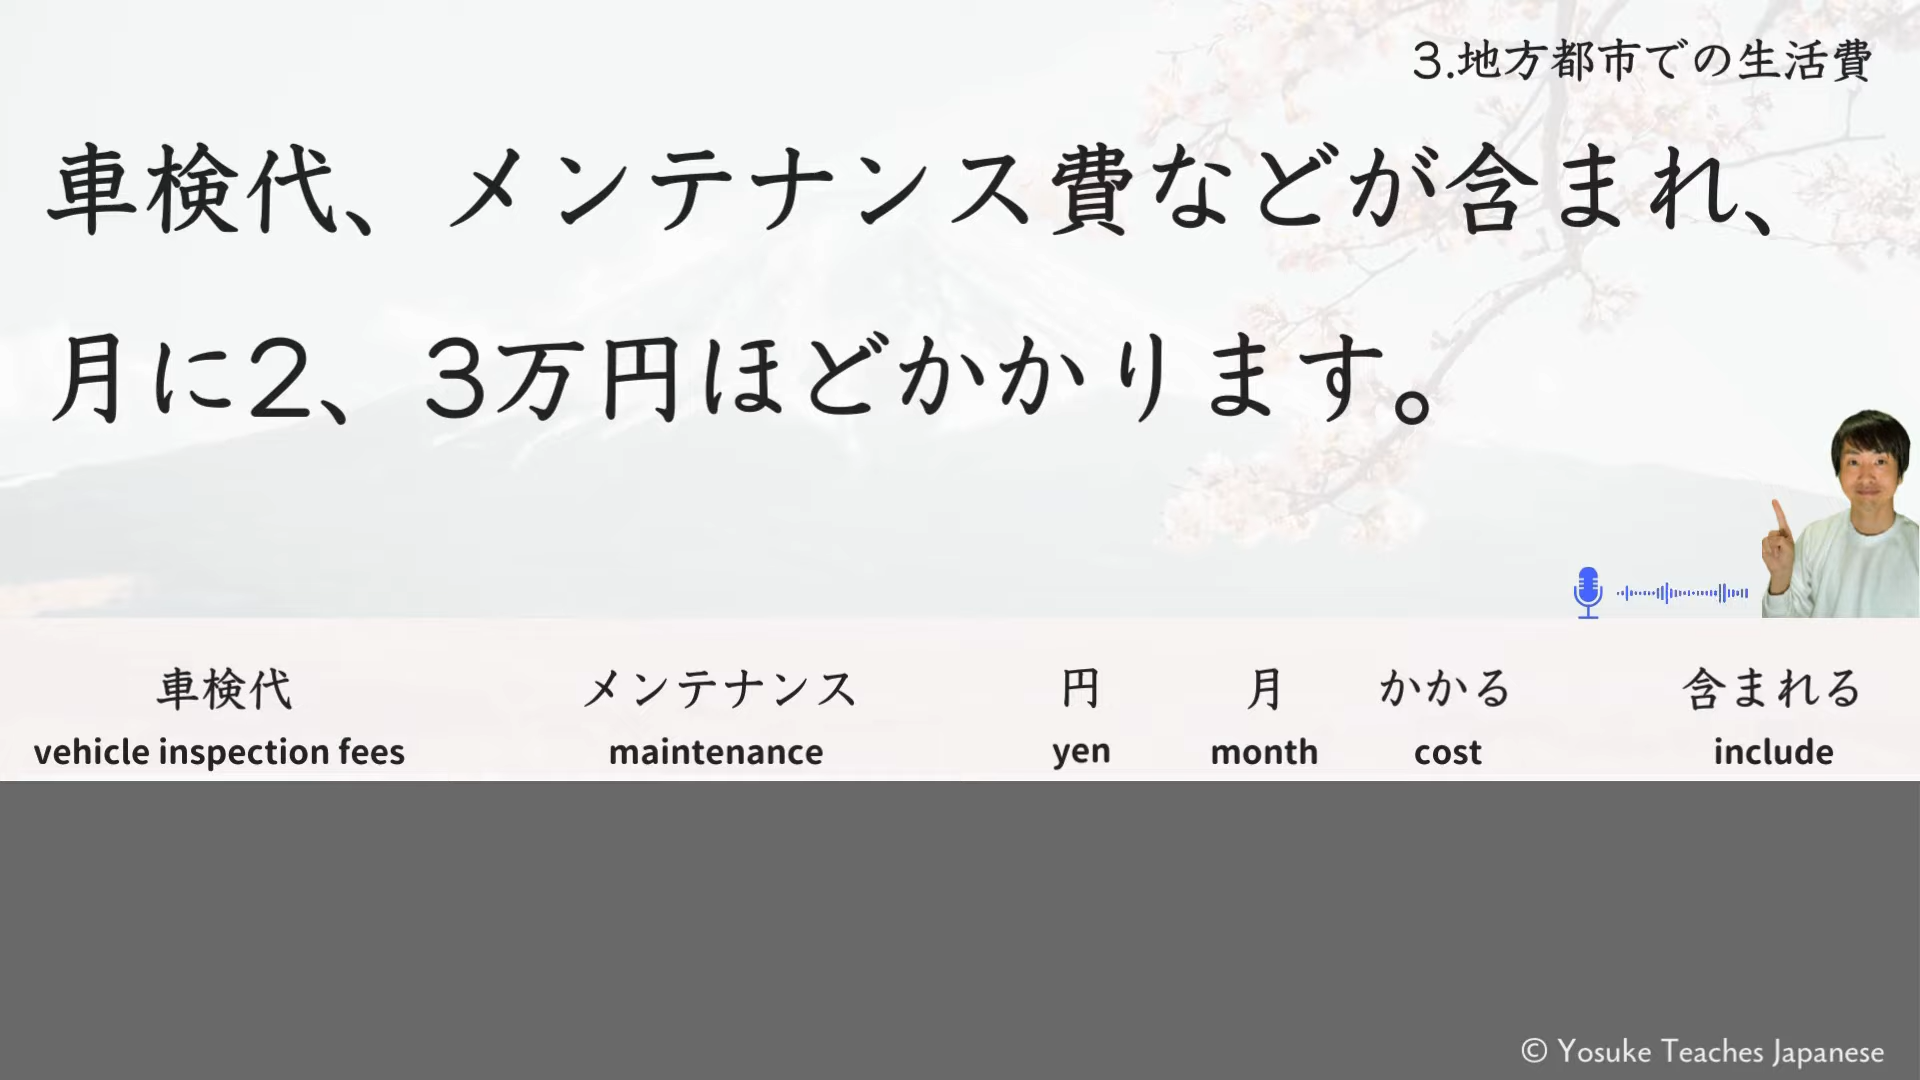 3.地方都市での生活費
車検代、メンテナンス費などが含まれ、
月に2、3万円ほどかかります。
車検代 メンテナンス 円 月 かかる 含まれる
vehicle inspection fees maintenance yen month cost include
© Yosuke Teaches Japanese